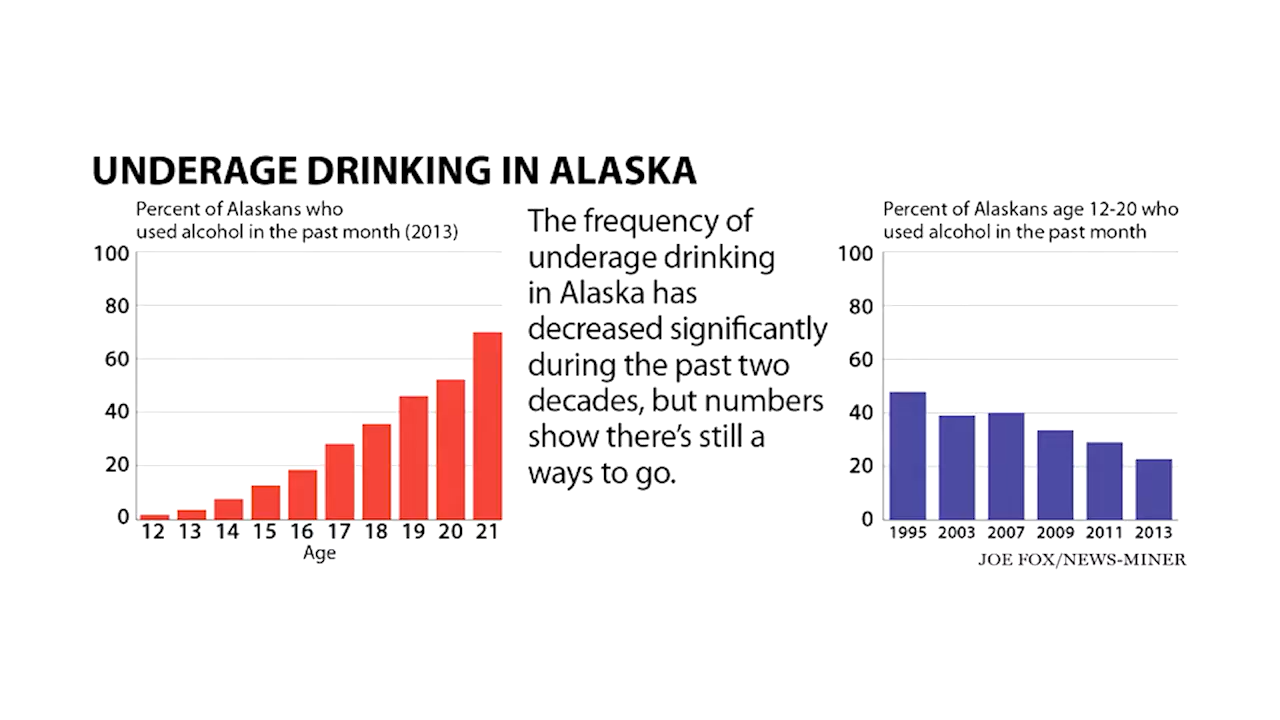 UNDERAGE DRINKING IN ALASKA
Percent of Alaskans who
used alcohol in the past month (2013)
100
80
60
40
20
0
12 13 14 15 16 17 18 19 20 21
Age
The frequency of
underage drinking
in Alaska has
decreased significantly
during the past two
decades, but numbers
show there's still a
ways to go.
Percent of Alaskans age 12-20 who
used alcohol in the past month
100
80
60
40
20
0
1995 2003 2007 2009 2011 2013
JOE FOX/NEWS-MINER